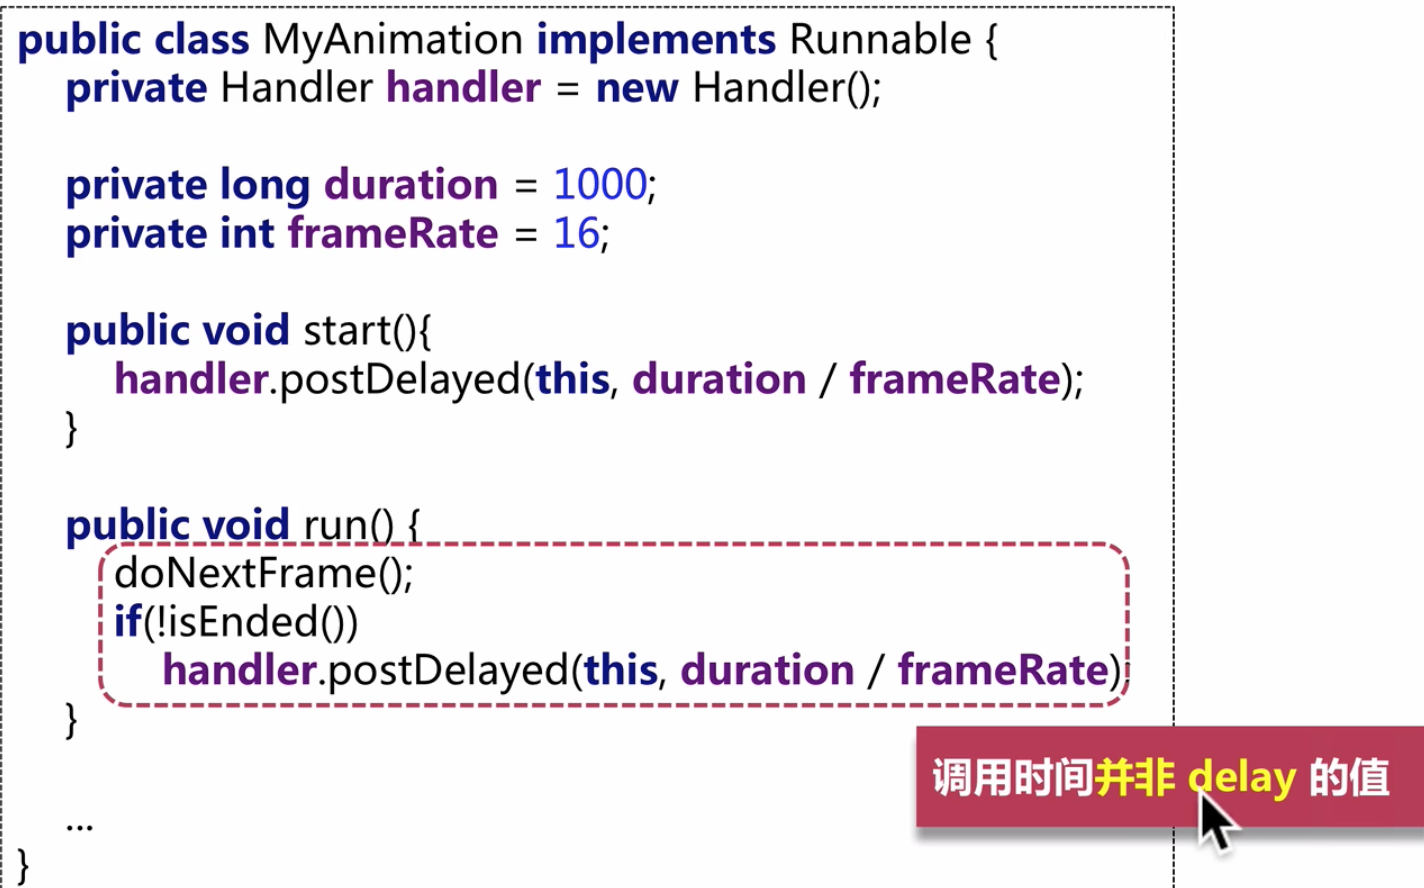 public class MyAnimation implements Runnable {
    private Handler handler = new Handler();

    private long duration = 1000;
    private int frameRate = 16;

    public void start(){
        handler.postDelayed(this, duration / frameRate);
    }

    public void run() {
        doNextFrame();
        if(!isEnded())
            handler.postDelayed(this, duration / frameRate);
    }
调用时间并非 delay 的值
    ...
}